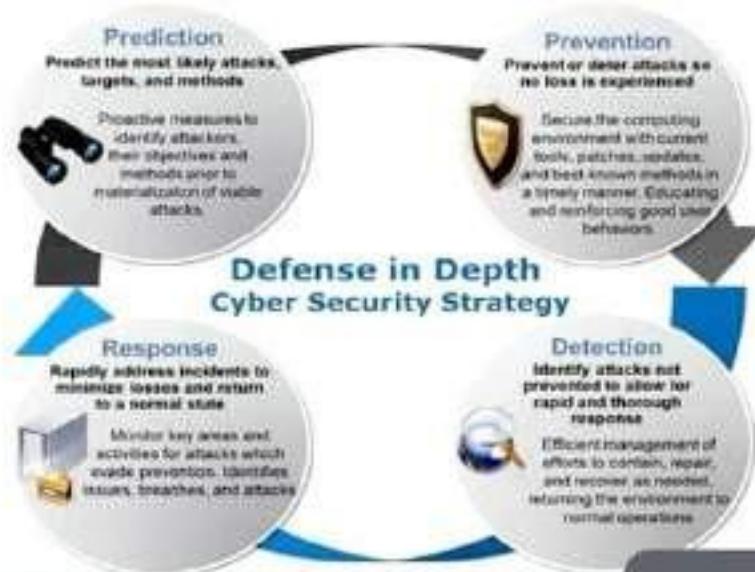 Prediction
Predict the most likely attacks,
targets, and methods
Proactive measures to
identify attackers,
their objectives and
methods prior to
materialization of viable
attacks.
Prevention
Prevent or deter attacks so
no loss is experienced
Secure the computing
environment with current
tools, patches, updates,
and best known methods in
a timely manner. Educating
and reinforcing good user
behaviors.
Defense in Depth
Cyber Security Strategy
Response
Rapidly address incidents to
minimize losses and return
to a normal state
Monitor key areas and
activities for attacks which
evade prevention. Identifies
issues, breaches, and attacks
Detection
Identify attacks not
prevented to allow for
rapid and thorough
response
Efficient management of
efforts to contain, repair,
and recover as needed,
returning the environment to
normal operations